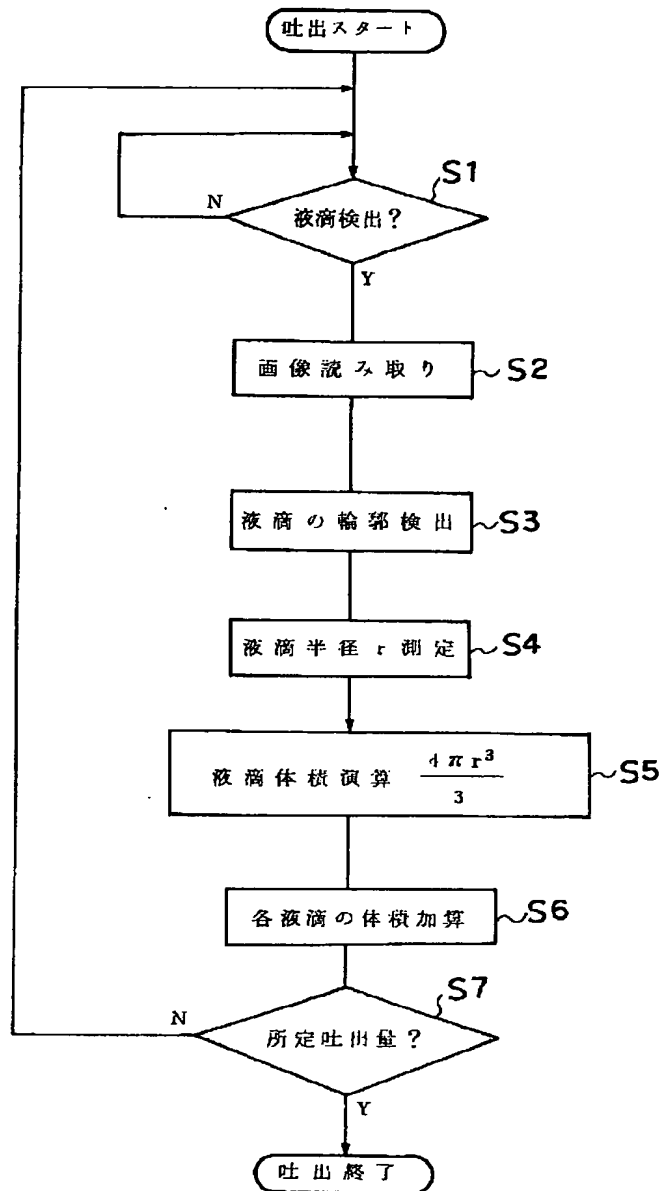 吐出スタート
S1
N
液滴検出?
Y
画像読み取り
S2
液滴の輪郭検出
S3
液滴半径 r 測定
S4
液滴体積演算 4πr³/3
S5
各液滴の体積加算
S6
S7
N
所定吐出量?
Y
吐出終了